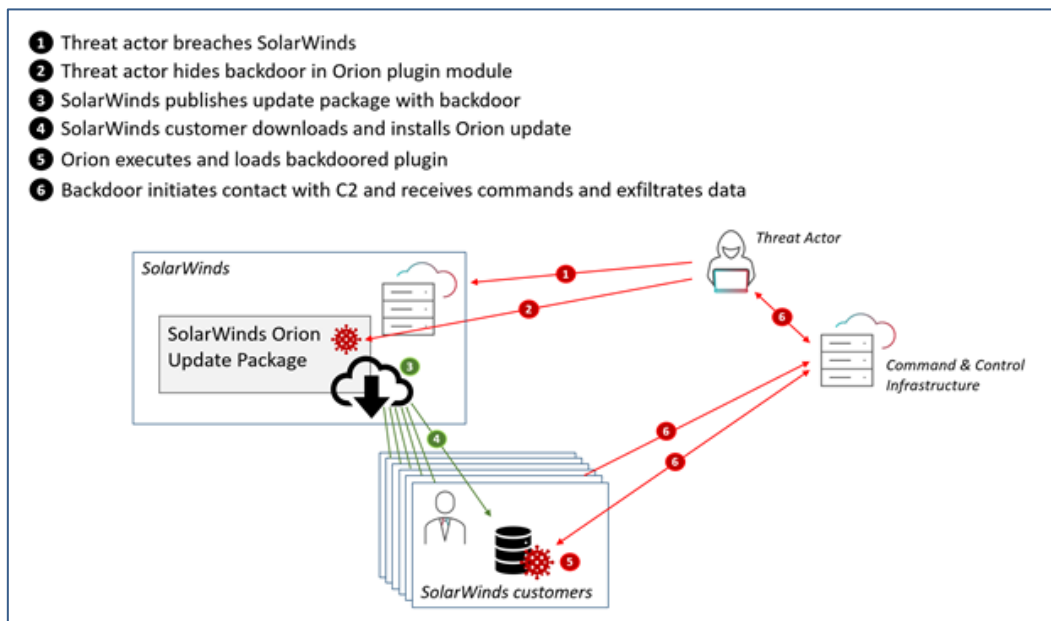 1 Threat actor breaches SolarWinds
2 Threat actor hides backdoor in Orion plugin module
3 SolarWinds publishes update package with backdoor
4 SolarWinds customer downloads and installs Orion update
5 Orion executes and loads backdoored plugin
6 Backdoor initiates contact with C2 and receives commands and exfiltrates data
Threat Actor
SolarWinds
1
2
6
SolarWinds Orion
Update Package
Command & Control
Infrastructure
3
4
6
6
5
SolarWinds customers